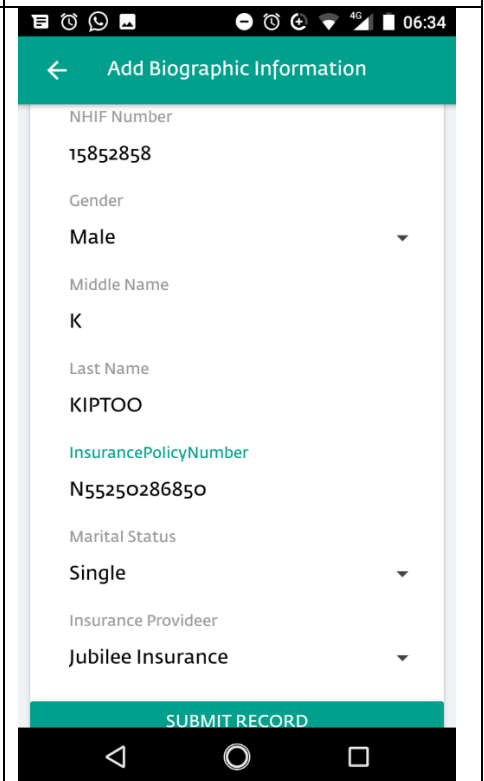 4G 06:34
Add Biographic Information
NHIF Number
15852858
Gender
Male
Middle Name
K
Last Name
KIPTOO
InsurancePolicyNumber
N55250286850
Marital Status
Single
Insurance Provideer
Jubilee Insurance
SUBMIT RECORD